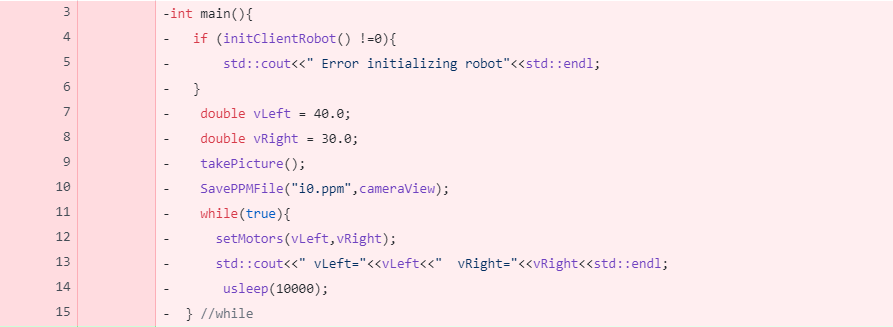 3 -int main(){
4 -   if (initClientRobot() !=0){
5 -       std::cout<<" Error initializing robot"<<std::endl;
6 -   }
7 -    double vLeft = 40.0;
8 -    double vRight = 30.0;
9 -    takePicture();
10 -    SavePPMFile("i0.ppm",cameraView);
11 -    while(true){
12 -      setMotors(vLeft,vRight);
13 -      std::cout<<" vLeft="<<vLeft<<"  vRight="<<vRight<<std::endl;
14 -       usleep(10000);
15 -  } //while